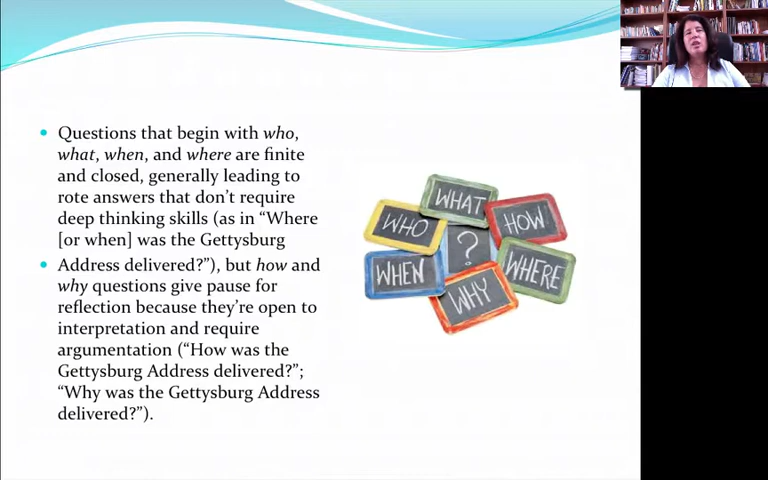 Questions that begin with who,
what, when, and where are finite
and closed, generally leading to
rote answers that don't require
deep thinking skills (as in "Where
[or when] was the Gettysburg
Address delivered?"), but how and
why questions give pause for
reflection because they're open to
interpretation and require
argumentation ("How was the
Gettysburg Address delivered?";
"Why was the Gettysburg Address
delivered?").
WHAT
WHO
HOW
?
WHEN
WHERE
WHY